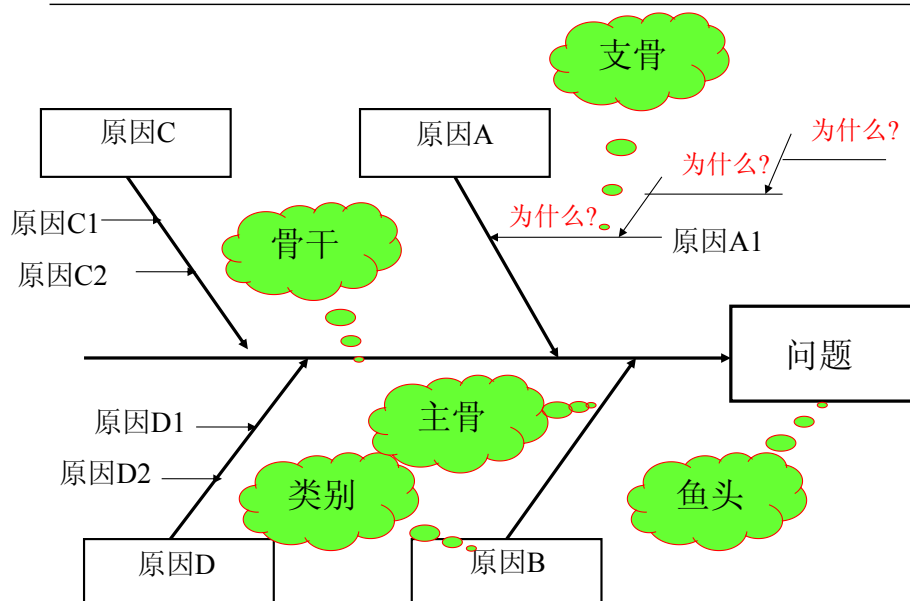 支骨
原因C
原因A
为什么?
为什么?
为什么?
原因C1
原因A1
骨干
原因C2
问题
原因D1
主骨
原因D2
类别
鱼头
原因D
原因B